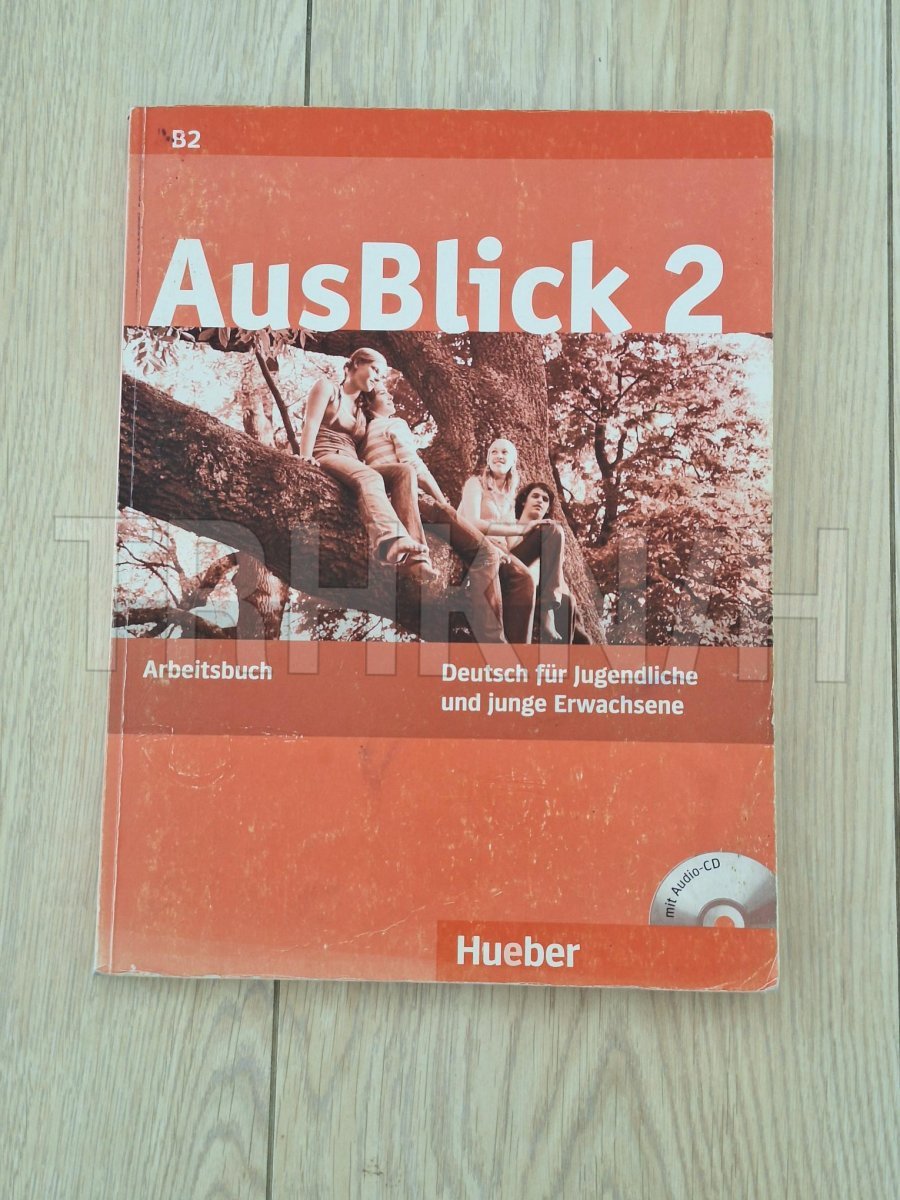 B2
AusBlick 2
Arbeitsbuch
Deutsch für Jugendliche
und junge Erwachsene
mit Audio-CD
Hueber